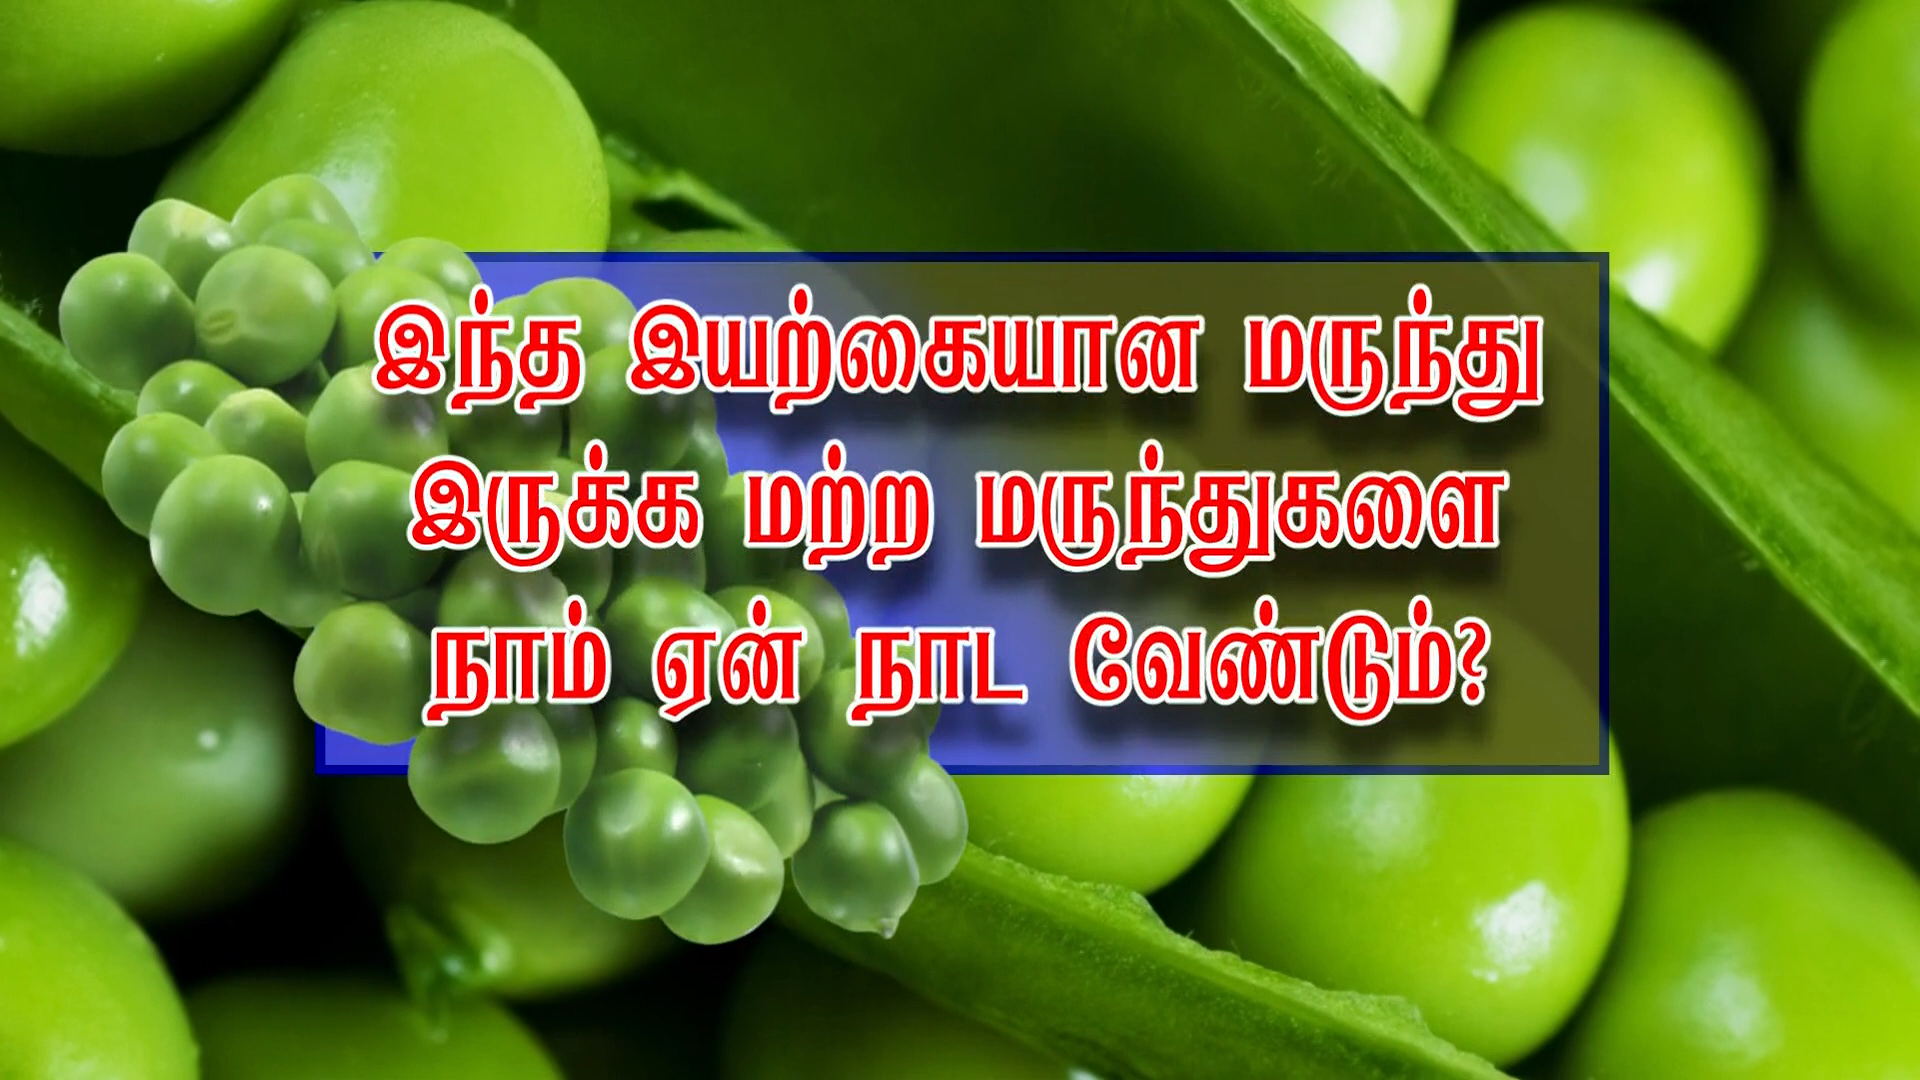 இந்த இயற்கையான மருந்து
இருக்க மற்ற மருந்துகளை
நாம் ஏன் நாட வேண்டும்?